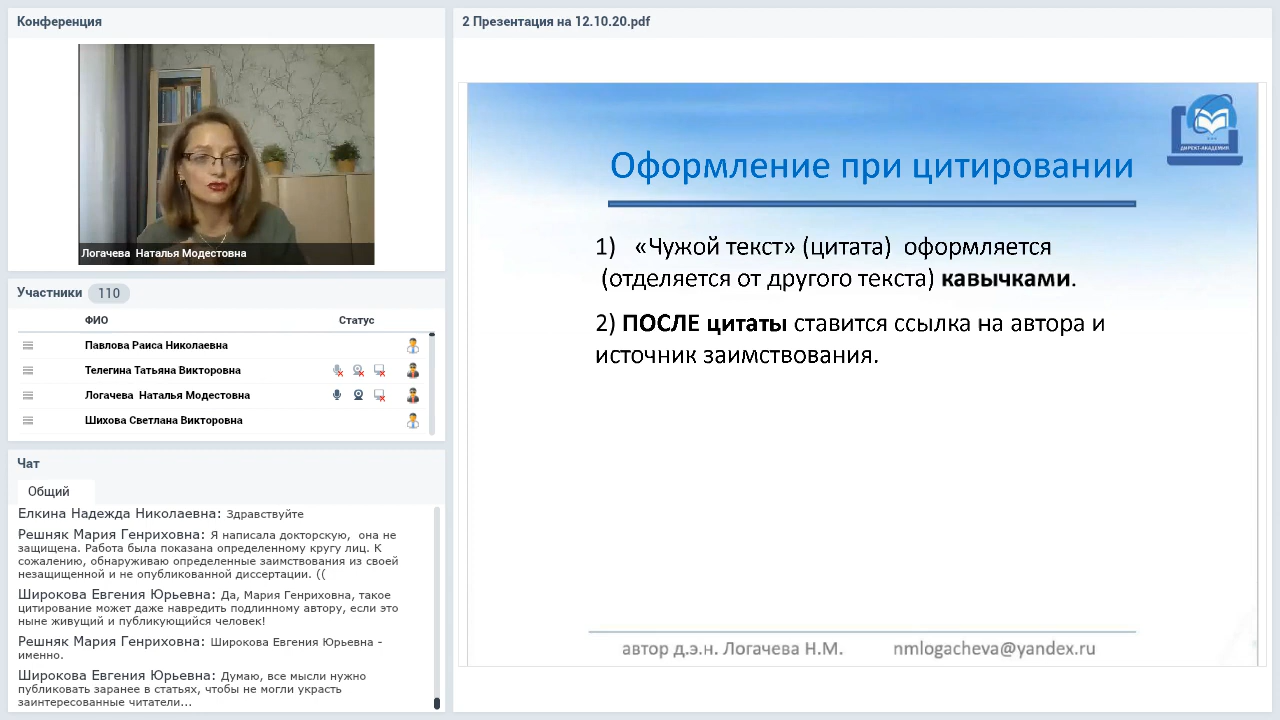 Конференция
Логачева  Наталья Модестовна
Участники 110
ФИО Статус
Павлова Раиса Николаевна
Телегина Татьяна Викторовна
Логачева  Наталья Модестовна
Шихова Светлана Викторовна
Чат
Общий
Елкина Надежда Николаевна: Здравствуйте
Решняк Мария Генриховна: Я написала докторскую,  она не
защищена. Работа была показана определенному кругу лиц. К
сожалению, обнаруживаю определенные заимствования из своей
незащищенной и не опубликованной диссертации. ((
Широкова Евгения Юрьевна: Да, Мария Генриховна, такое
цитирование может даже навредить подлинному автору, если это
ныне живущий и публикующийся человек!
Решняк Мария Генриховна: Широкова Евгения Юрьевна -
именно.
Широкова Евгения Юрьевна: Думаю, все мысли нужно
публиковать заранее в статьях, чтобы не могли украсть
заинтересованные читатели...
2 Презентация на 12.10.20.pdf
ДИРЕКТ-АКАДЕМИЯ
Оформление при цитировании
1) «Чужой текст» (цитата) оформляется
(отделяется от другого текста) кавычками.
2) ПОСЛЕ цитаты ставится ссылка на автора и
источник заимствования.
автор д.э.н. Логачева Н.М. nmlogacheva@yandex.ru